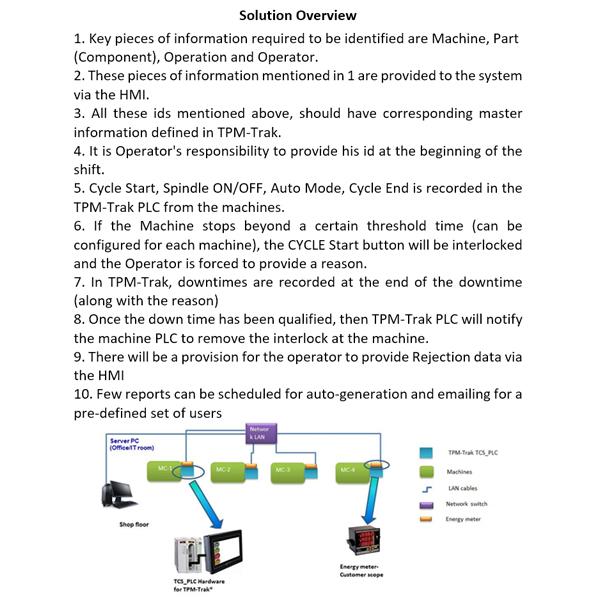 Solution Overview
1. Key pieces of information required to be identified are Machine, Part
(Component), Operation and Operator.
2. These pieces of information mentioned in 1 are provided to the system
via the HMI.
3. All these ids mentioned above, should have corresponding master
information defined in TPM-Trak.
4. It is Operator's responsibility to provide his id at the beginning of the
shift.
5. Cycle Start, Spindle ON/OFF, Auto Mode, Cycle End is recorded in the
TPM-Trak PLC from the machines.
6. If the Machine stops beyond a certain threshold time (can be
configured for each machine), the CYCLE Start button will be interlocked
and the Operator is forced to provide a reason.
7. In TPM-Trak, downtimes are recorded at the end of the downtime
(along with the reason)
8. Once the down time has been qualified, then TPM-Trak PLC will notify
the machine PLC to remove the interlock at the machine.
9. There will be a provision for the operator to provide Rejection data via
the HMI
10. Few reports can be scheduled for auto-generation and emailing for a
pre-defined set of users
Networ
k LAN
Server PC
(Office/IT room)
MC-1
MC-2
MC-3
MC-4
Shop floor
TCS_PLC Hardware
for TPM-Trak"
Energy meter-
Customer scope
TPM-Trak TCS_PLC
Machines
LAN cables
Network switch
Energy meter